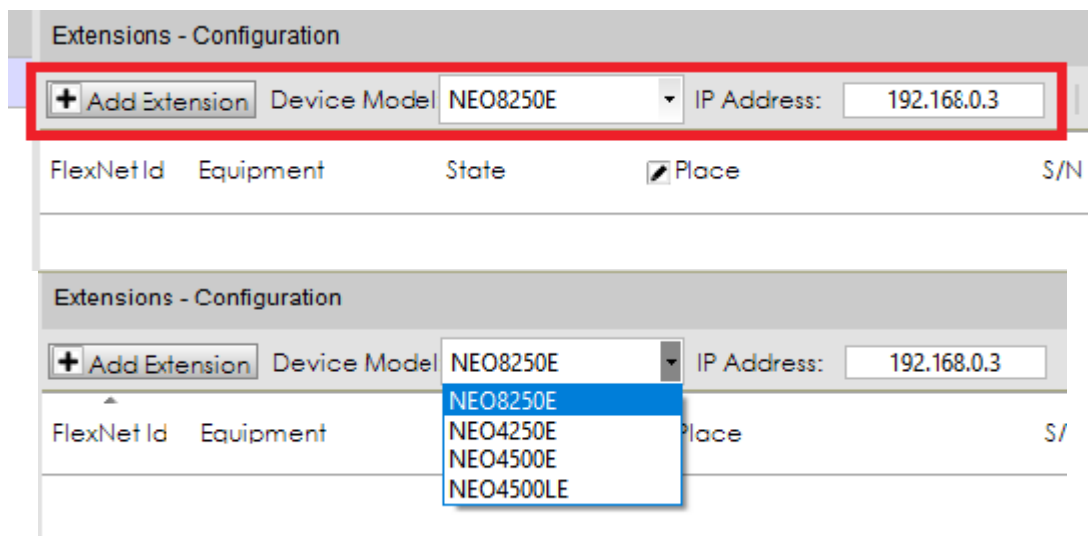 Extensions - Configuration
Add Extension Device Model NEO8250E IP Address: 192.168.0.3
FlexNet Id Equipment State Place S/N
Extensions - Configuration
Add Extension Device Model NEO8250E IP Address: 192.168.0.3
NEO8250E
FlexNet Id Equipment NEO4250E Place S/
NEO4500E
NEO4500LE